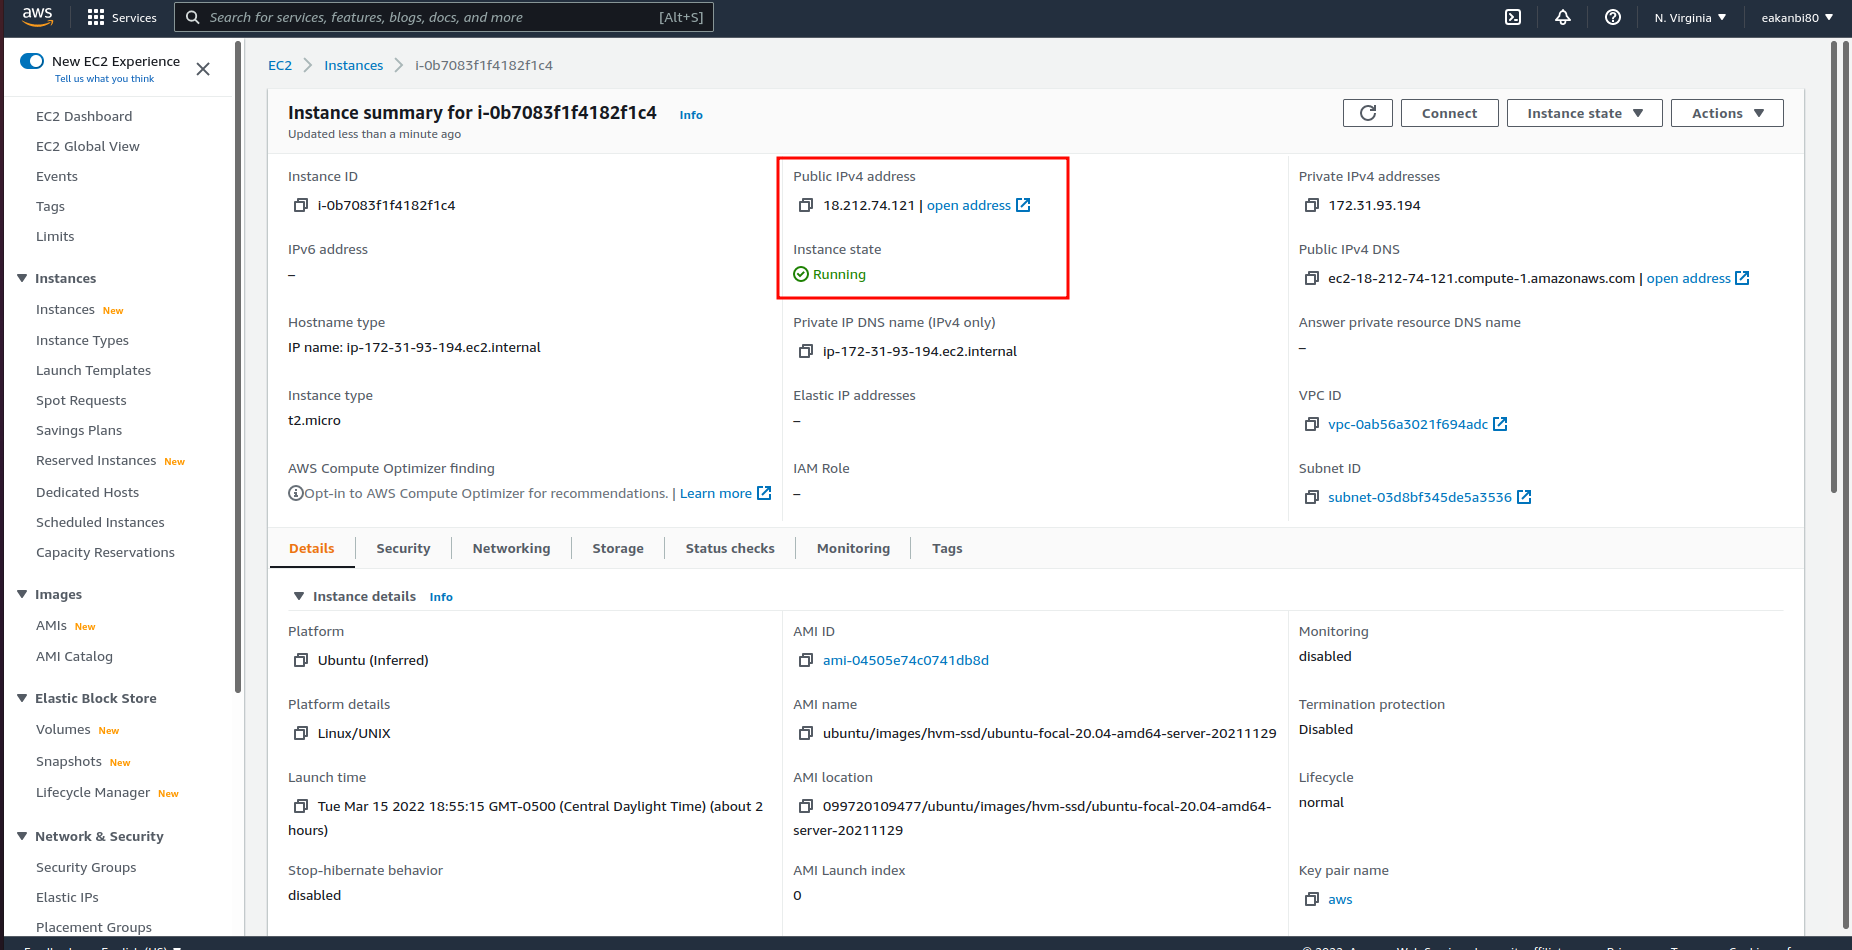 aws
Services
Search for services, features, blogs, docs, and more
[Alt+S]
N. Virginia
eakanbi80
New EC2 Experience
Tell us what you think
EC2 Dashboard
EC2 Global View
Events
Tags
Limits
Instances
Instances New
Instance Types
Launch Templates
Spot Requests
Savings Plans
Reserved Instances New
Dedicated Hosts
Scheduled Instances
Capacity Reservations
Images
AMIs New
AMI Catalog
Elastic Block Store
Volumes New
Snapshots New
Lifecycle Manager New
Network & Security
Security Groups
Elastic IPs
Placement Groups
EC2
Instances
i-0b7083f1f4182f1c4
Instance summary for i-0b7083f1f4182f1c4 Info
Updated less than a minute ago
Connect
Instance state
Actions
Instance ID
i-0b7083f1f4182f1c4
Public IPv4 address
18.212.74.121 | open address
Private IPv4 addresses
172.31.93.194
IPv6 address
–
Instance state
Running
Public IPv4 DNS
ec2-18-212-74-121.compute-1.amazonaws.com | open address
Hostname type
IP name: ip-172-31-93-194.ec2.internal
Private IP DNS name (IPv4 only)
ip-172-31-93-194.ec2.internal
Answer private resource DNS name
–
Instance type
t2.micro
Elastic IP addresses
–
VPC ID
vpc-0ab56a3021f694adc
AWS Compute Optimizer finding
Opt-in to AWS Compute Optimizer for recommendations. | Learn more
IAM Role
–
Subnet ID
subnet-03d8bf345de5a3536
Details
Security
Networking
Storage
Status checks
Monitoring
Tags
Instance details Info
Platform
Ubuntu (Inferred)
AMI ID
ami-04505e74c0741db8d
Monitoring
disabled
Platform details
Linux/UNIX
AMI name
ubuntu/images/hvm-ssd/ubuntu-focal-20.04-amd64-server-20211129
Termination protection
Disabled
Launch time
Tue Mar 15 2022 18:55:15 GMT-0500 (Central Daylight Time) (about 2
hours)
AMI location
099720109477/ubuntu/images/hvm-ssd/ubuntu-focal-20.04-amd64-
server-20211129
Lifecycle
normal
Stop-hibernate behavior
disabled
AMI Launch index
0
Key pair name
aws